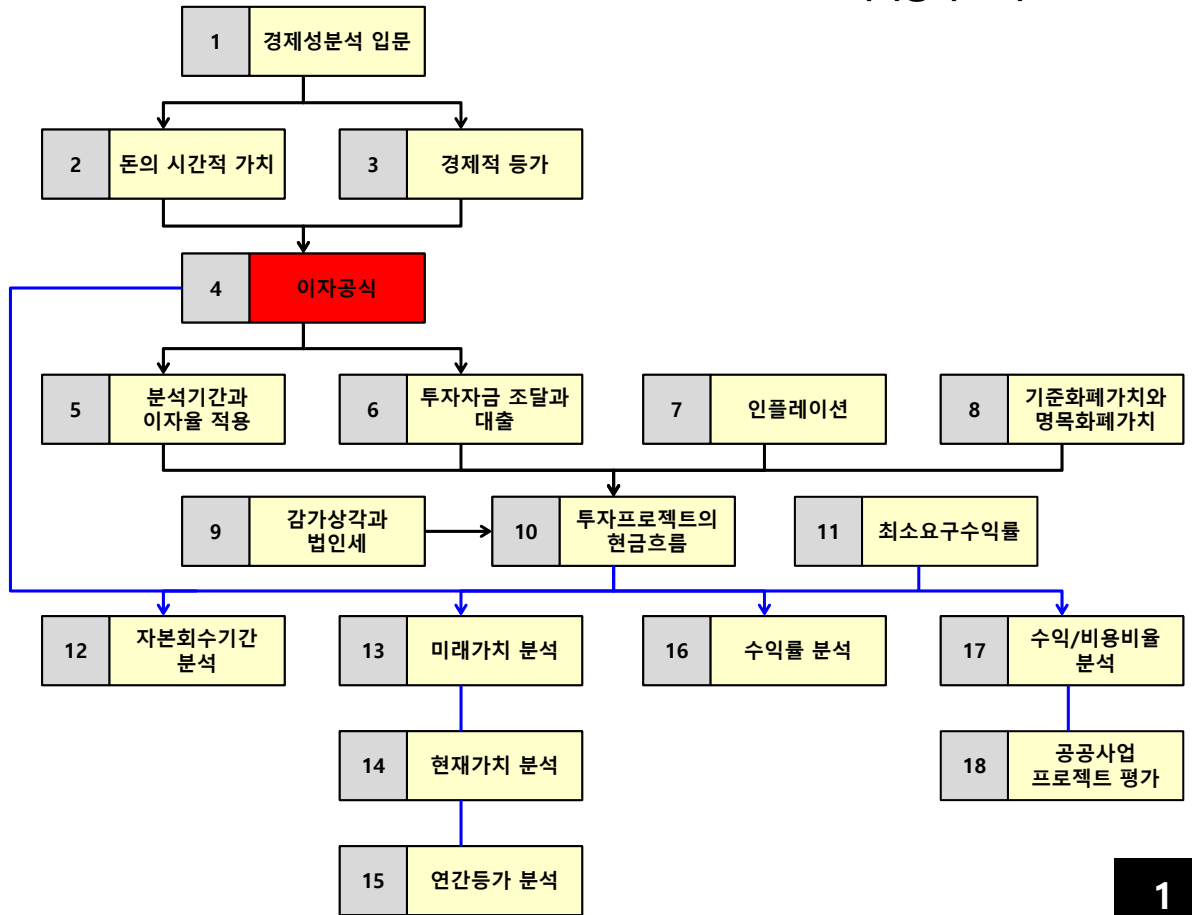 1
경제성분석 입문
2
돈의 시간적 가치
3
경제적 등가
4
이자공식
5
분석기간과
이자율 적용
6
투자자금 조달과
대출
7
인플레이션
8
기준화폐가치와
명목화폐가치
9
감가상각과
법인세
10
투자프로젝트의
현금흐름
11
최소요구수익률
12
자본회수기간
분석
13
미래가치 분석
16
수익률 분석
17
수익/비용비율
분석
14
현재가치 분석
18
공공사업
프로젝트 평가
15
연간등가 분석
1